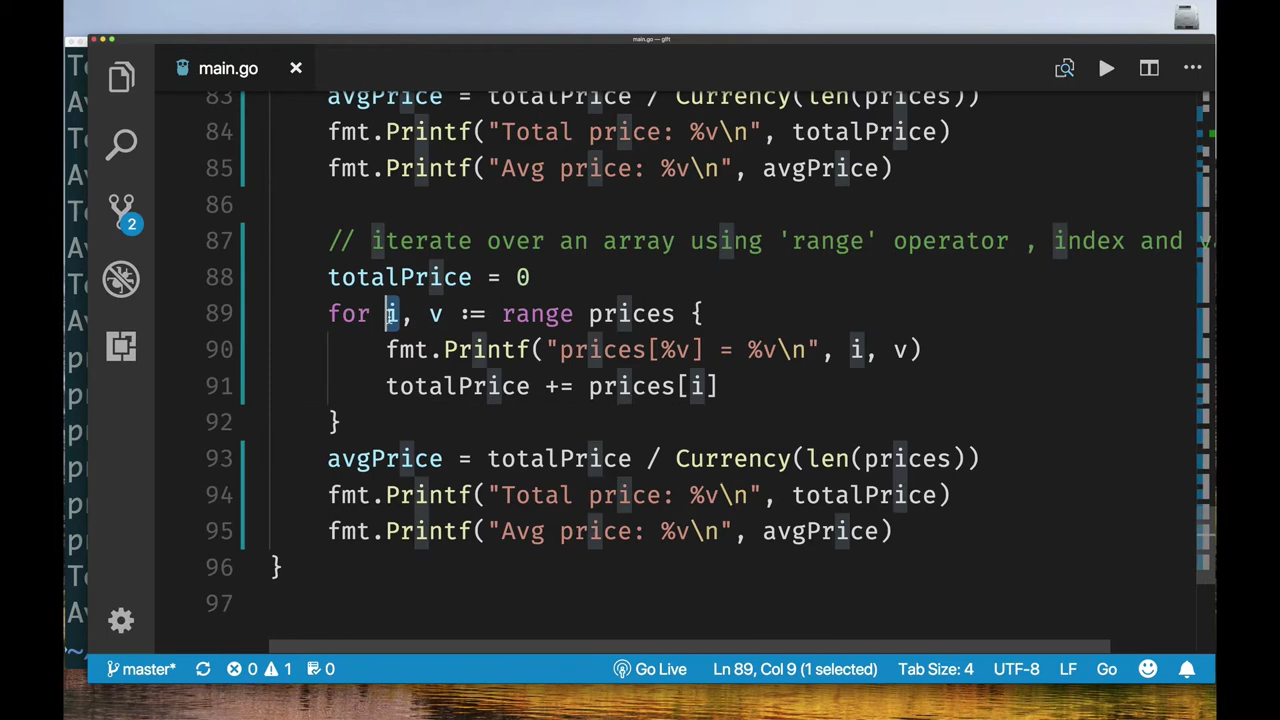 main.go — gift
main.go
83 avgPrice = totalPrice / Currency(len(prices))
84 fmt.Printf("Total price: %v\n", totalPrice)
85 fmt.Printf("Avg price: %v\n", avgPrice)
86
87 // iterate over an array using 'range' operator , index and v
88 totalPrice = 0
89 for i, v := range prices {
90 fmt.Printf("prices[%v] = %v\n", i, v)
91 totalPrice += prices[i]
92 }
93 avgPrice = totalPrice / Currency(len(prices))
94 fmt.Printf("Total price: %v\n", totalPrice)
95 fmt.Printf("Avg price: %v\n", avgPrice)
96 }
97
2
master* 0 1 0 Go Live Ln 89, Col 9 (1 selected) Tab Size: 4 UTF-8 LF Go